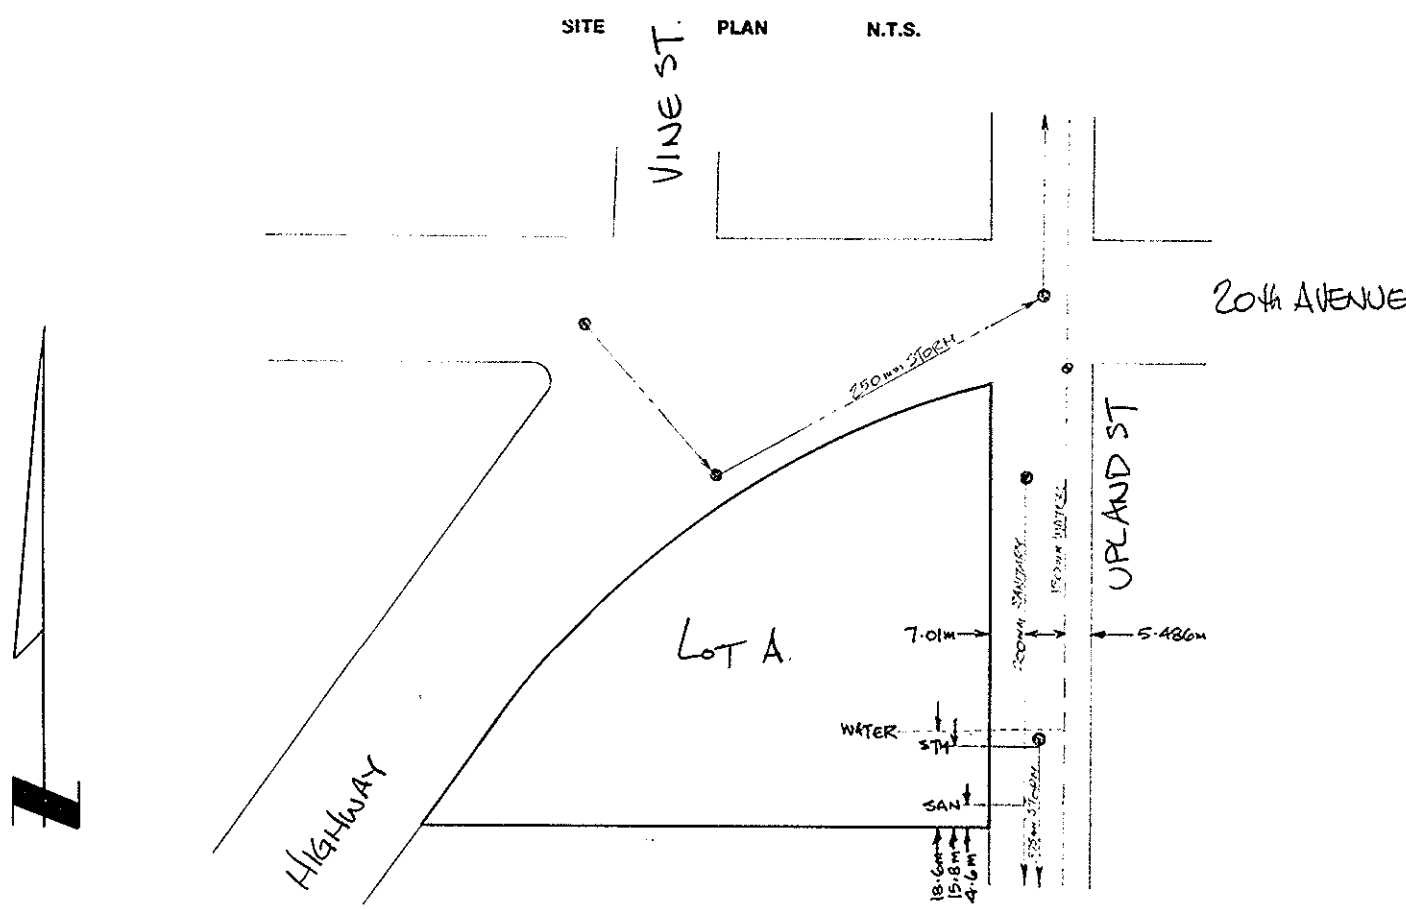 SITE PLAN N.T.S.
VINE ST.
20th AVENUE
250mm STORM
UPLAND ST
200mm SANITARY
150mm WATER
7.01m
5.486m
LOT A.
WATER
STM
SAN
STORM
HIGHWAY
18.6m
15.8m
4.6m